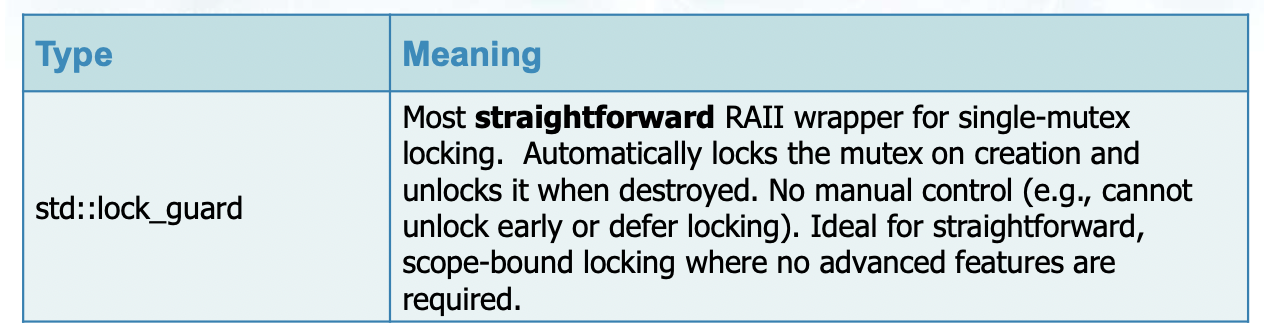 Type
Meaning
std::lock_guard
Most straightforward RAII wrapper for single-mutex
locking.  Automatically locks the mutex on creation and
unlocks it when destroyed. No manual control (e.g., cannot
unlock early or defer locking). Ideal for straightforward,
scope-bound locking where no advanced features are
required.